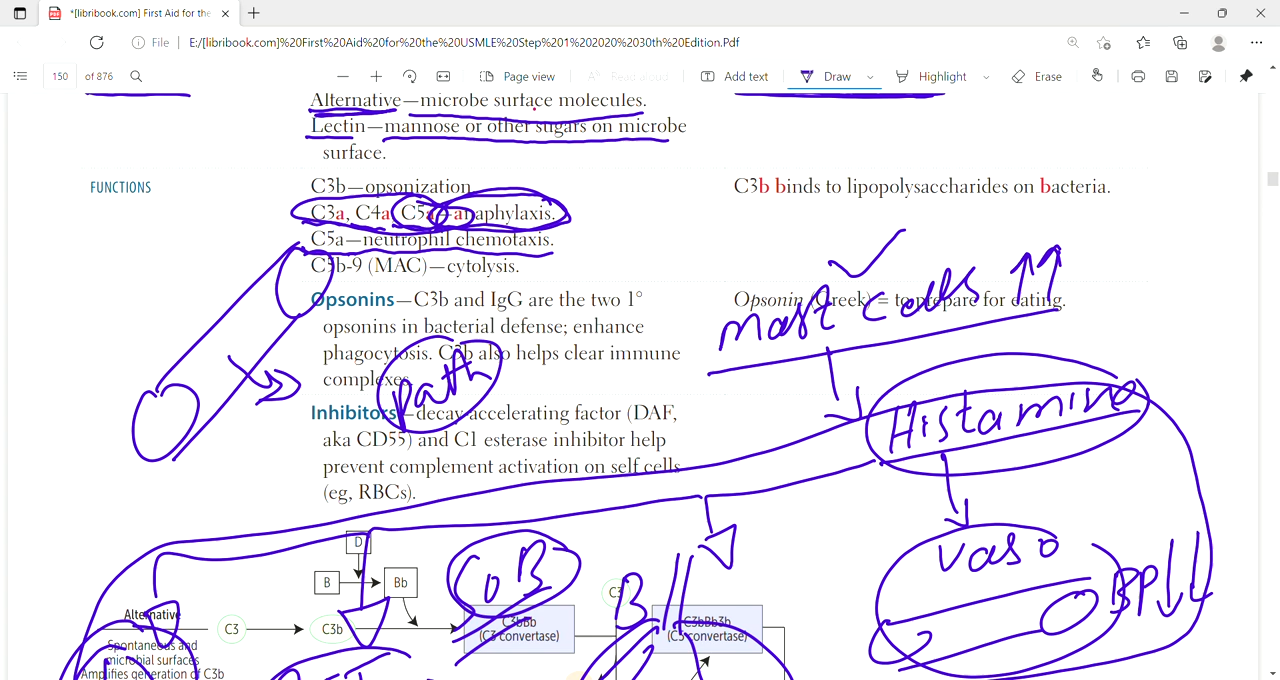 *[libribook.com] First Aid for the
File
E:/[libribook.com]%20First%20Aid%20for%20the%20USMLE%20Step%201%202020%2030th%20Edition.Pdf
150 of 876
Page view
Read aloud
Add text
Draw
Highlight
Erase
Alternative—microbe surface molecules.
Lectin—mannose or other sugars on microbe
surface.
FUNCTIONS
C3b—opsonization.
C3b binds to lipopolysaccharides on bacteria.
C3a, C4a, C5a—anaphylaxis.
C5a—neutrophil chemotaxis.
C5b-9 (MAC)—cytolysis.
Opsonins—C3b and IgG are the two 1°
Opsonin (Greek) = to prepare for eating.
opsonins in bacterial defense; enhance
phagocytosis. C3b also helps clear immune
complexes.
mast cells
path
Histamine
Inhibitors—decay-accelerating factor (DAF,
aka CD55) and C1 esterase inhibitor help
prevent complement activation on self cells
(eg, RBCs).
vaso
BP
D
B
Bb
C3
Alternative
C3
C3b
C3bBb
(C3 convertase)
C3bBb3b
(C5 convertase)
Spontaneous and
microbial surfaces
Amplifies generation of C3b